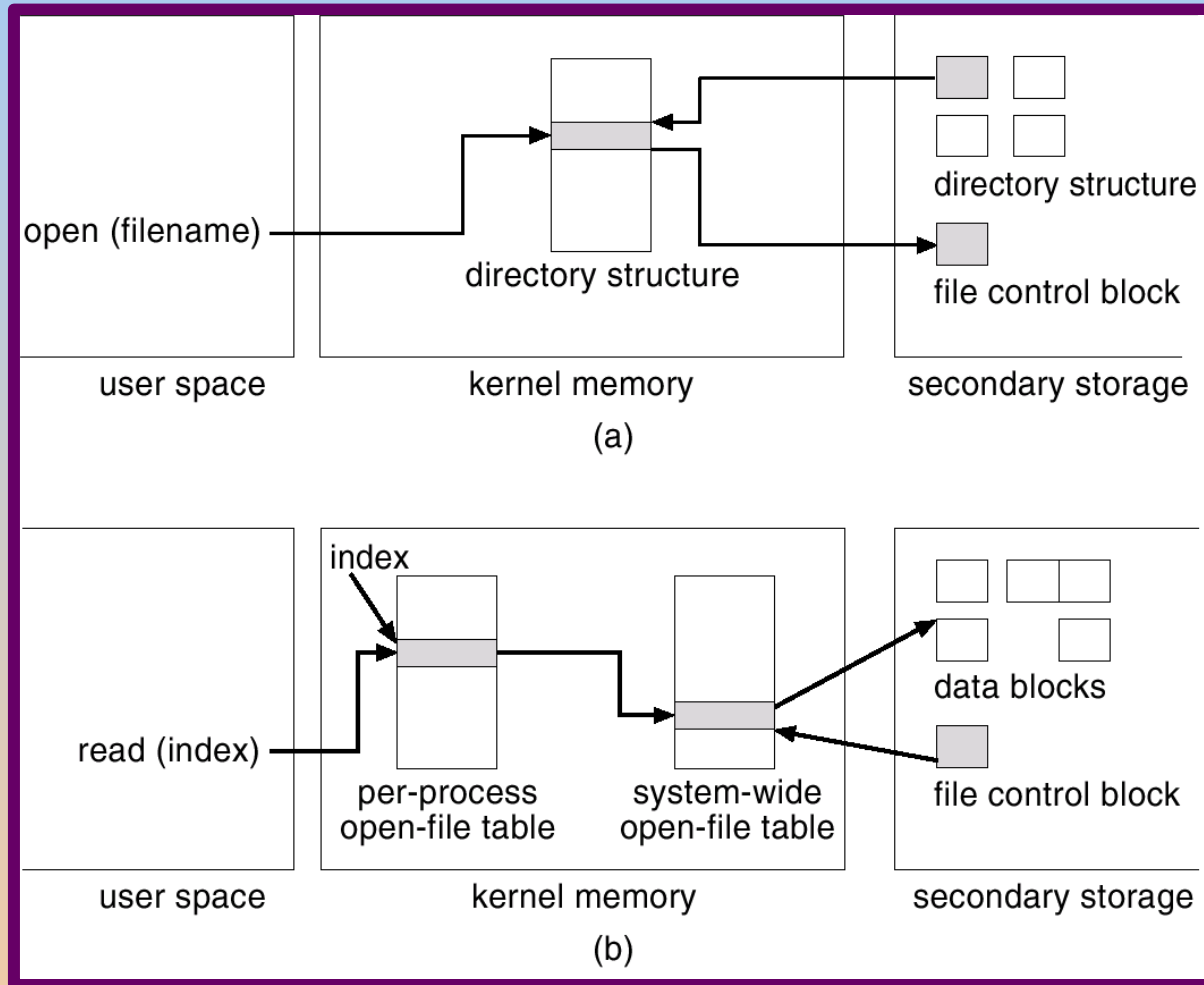 open (filename)
directory structure
directory structure
file control block
user space
kernel memory
secondary storage
(a)
index
read (index)
per-process
open-file table
system-wide
open-file table
data blocks
file control block
user space
kernel memory
secondary storage
(b)